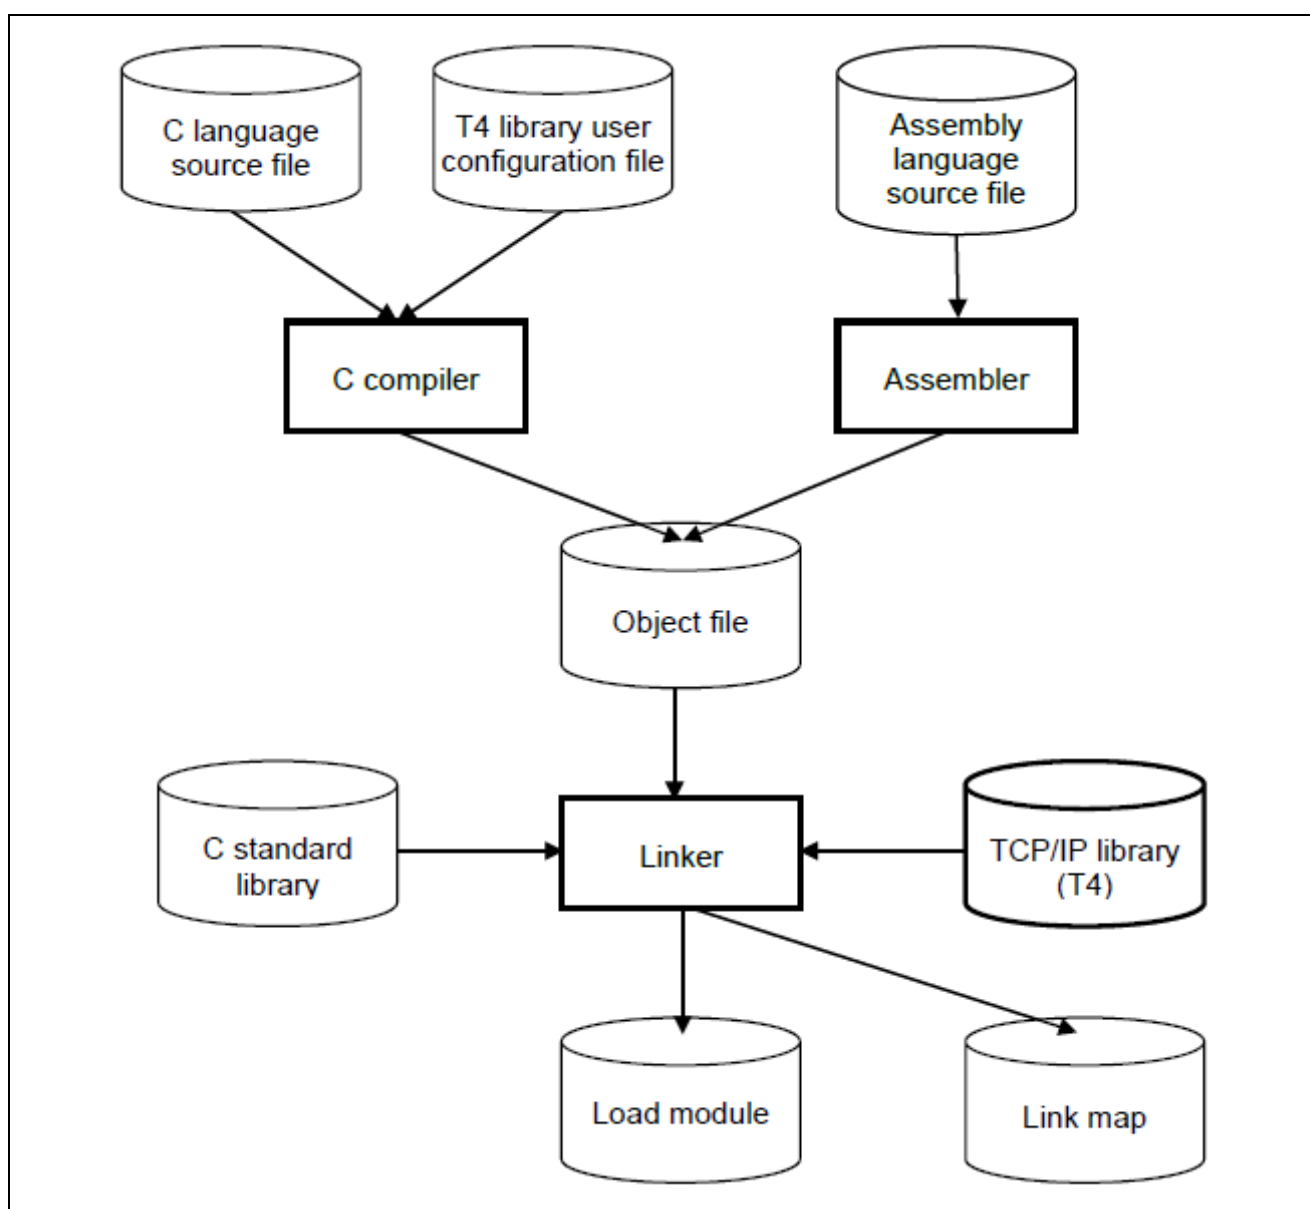 C language
source file
T4 library user
configuration file
Assembly
language
source file
C compiler
Assembler
Object file
C standard
library
Linker
TCP/IP library
(T4)
Load module
Link map